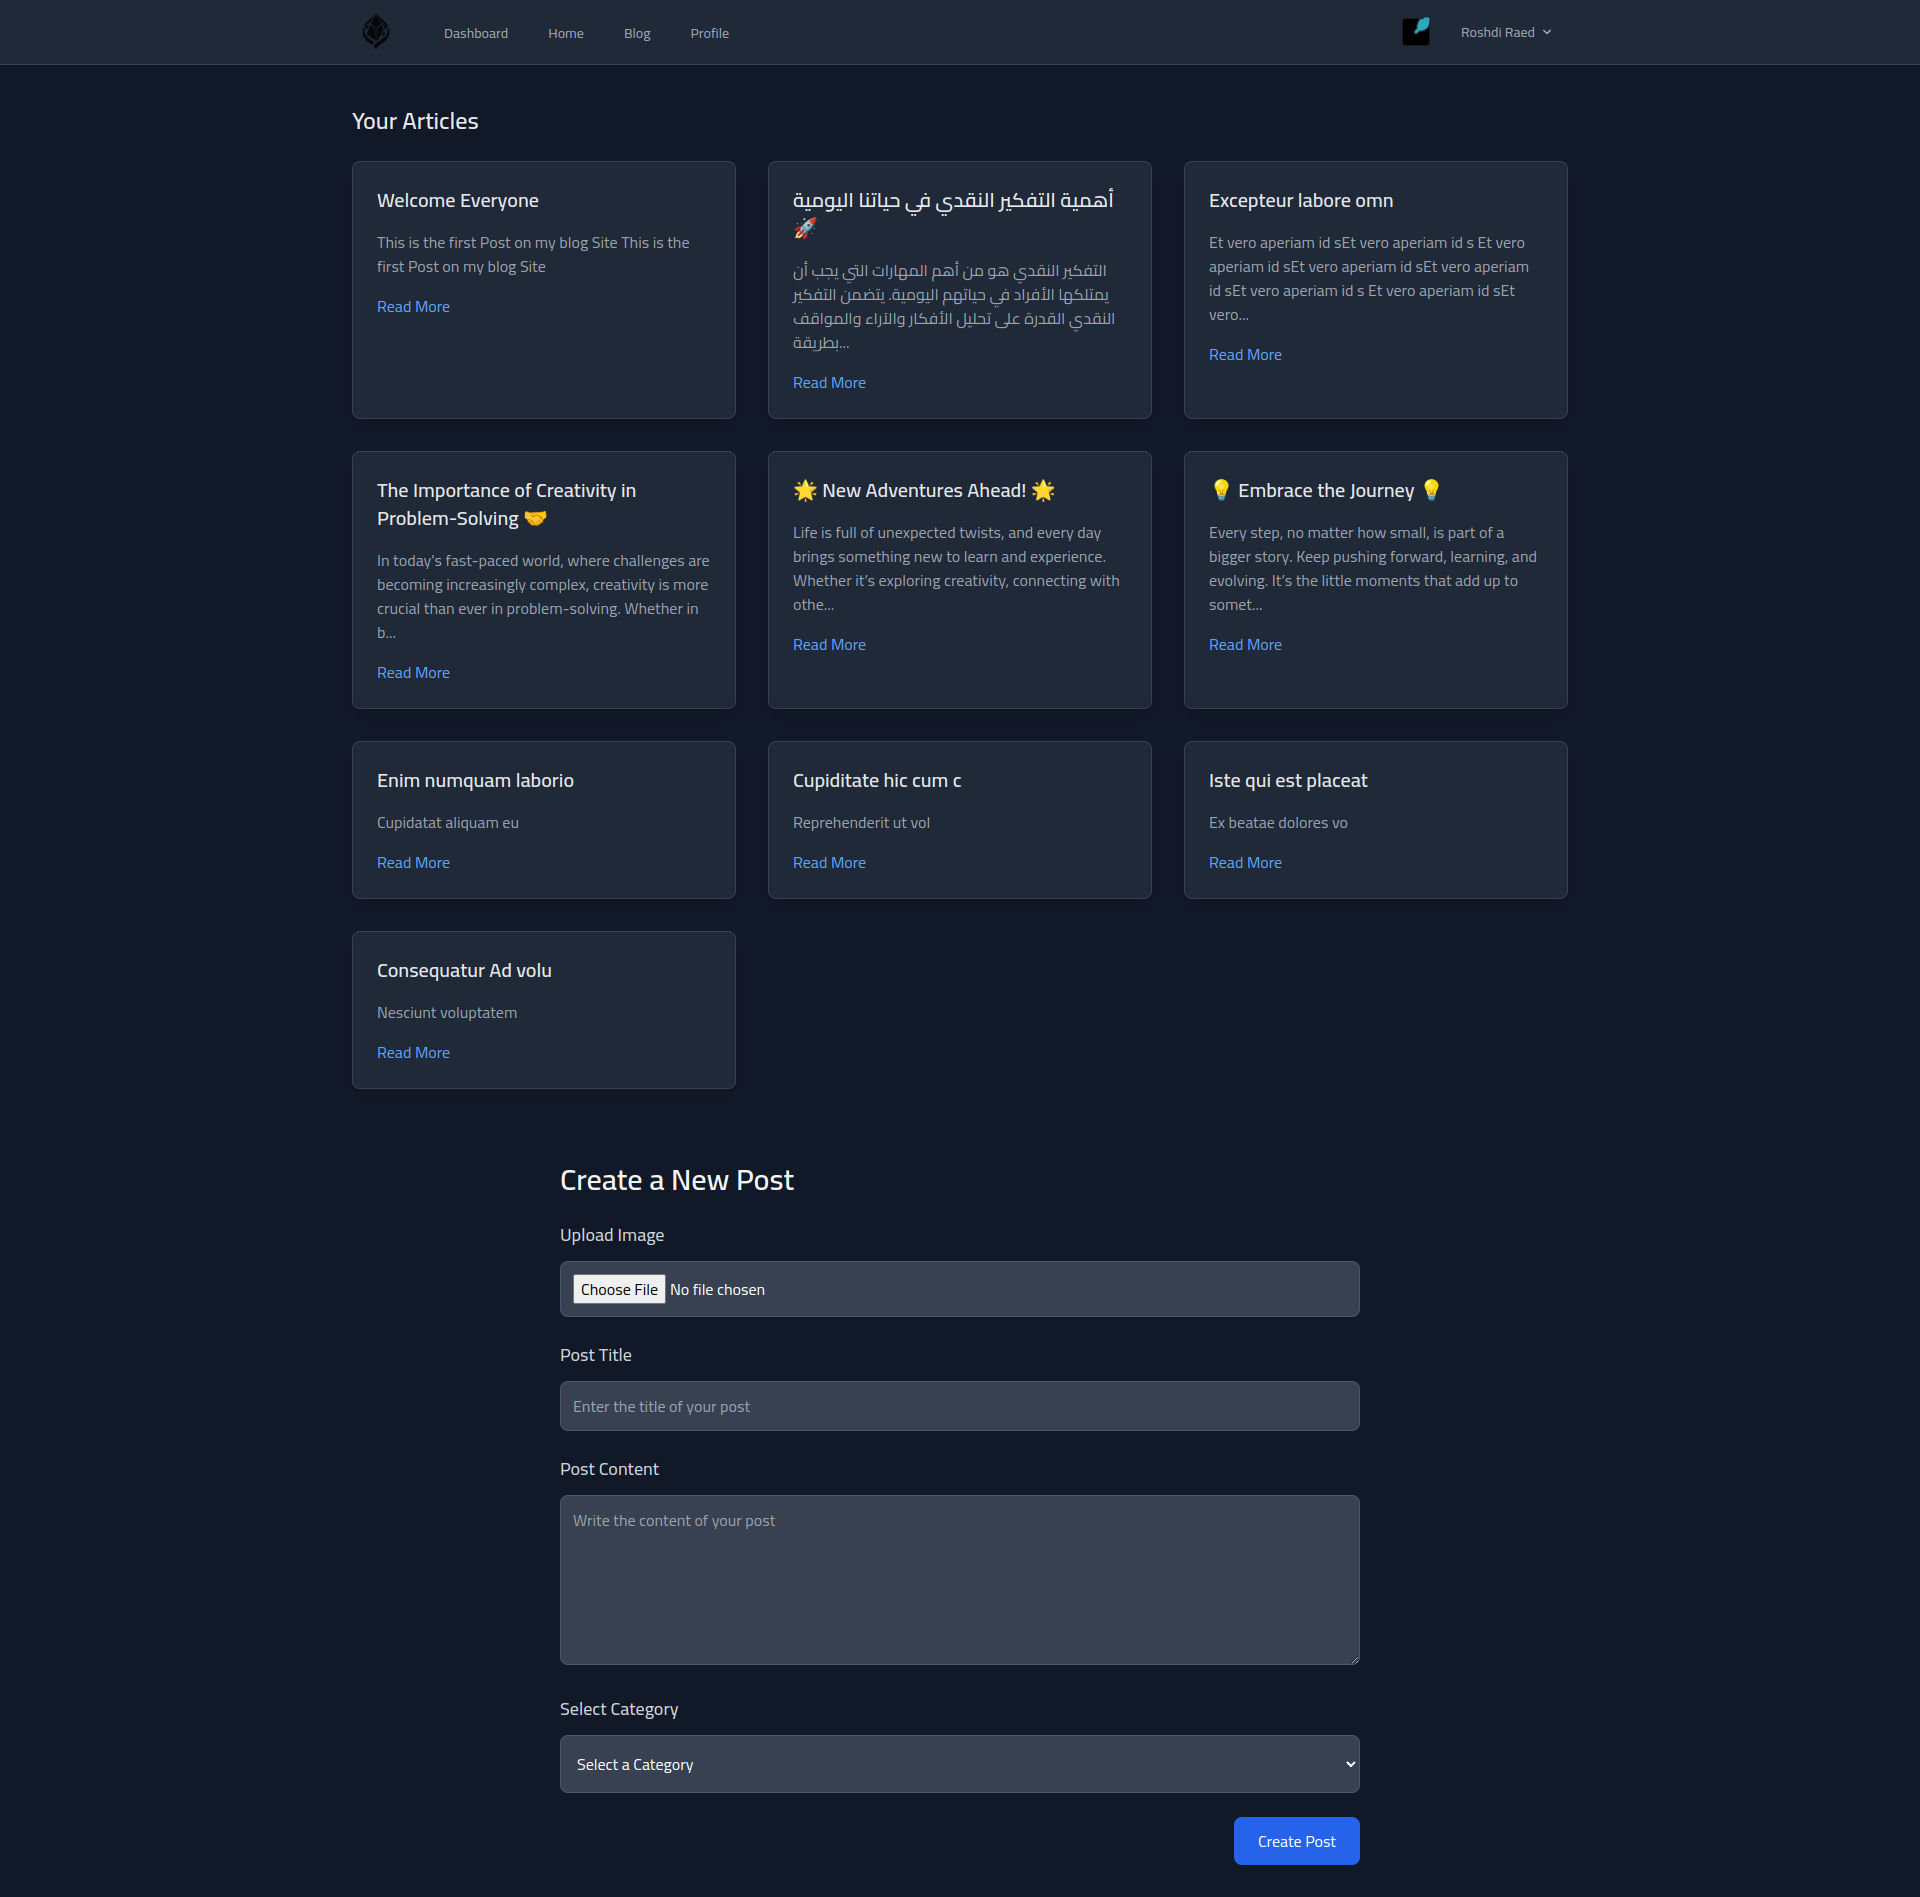 Dashboard Home Blog Profile Roshdi Raed
Your Articles
Welcome Everyone
This is the first Post on my blog Site This is the
first Post on my blog Site
Read More
أهمية التفكير النقدي في حياتنا اليومية
🚀
التفكير النقدي هو من أهم المهارات التي يجب أن
يمتلكها الأفراد في حياتهم اليومية. يتضمن التفكير
النقدي القدرة على تحليل الأفكار والآراء والمواقف
بطريقة...
Read More
Excepteur labore omn
Et vero aperiam id sEt vero aperiam id s Et vero
aperiam id sEt vero aperiam id sEt vero aperiam
id sEt vero aperiam id s Et vero aperiam id sEt
vero...
Read More
The Importance of Creativity in
Problem-Solving 🤝
In today's fast-paced world, where challenges are
becoming increasingly complex, creativity is more
crucial than ever in problem-solving. Whether in
b...
Read More
🌟 New Adventures Ahead! 🌟
Life is full of unexpected twists, and every day
brings something new to learn and experience.
Whether it’s exploring creativity, connecting with
othe...
Read More
💡 Embrace the Journey 💡
Every step, no matter how small, is part of a
bigger story. Keep pushing forward, learning, and
evolving. It’s the little moments that add up to
somet...
Read More
Enim numquam laborio
Cupidatat aliquam eu
Read More
Cupiditate hic cum c
Reprehenderit ut vol
Read More
Iste qui est placeat
Ex beatae dolores vo
Read More
Consequatur Ad volu
Nesciunt voluptatem
Read More
Create a New Post
Upload Image
Choose File No file chosen
Post Title
Enter the title of your post
Post Content
Write the content of your post
Select Category
Select a Category
Create Post